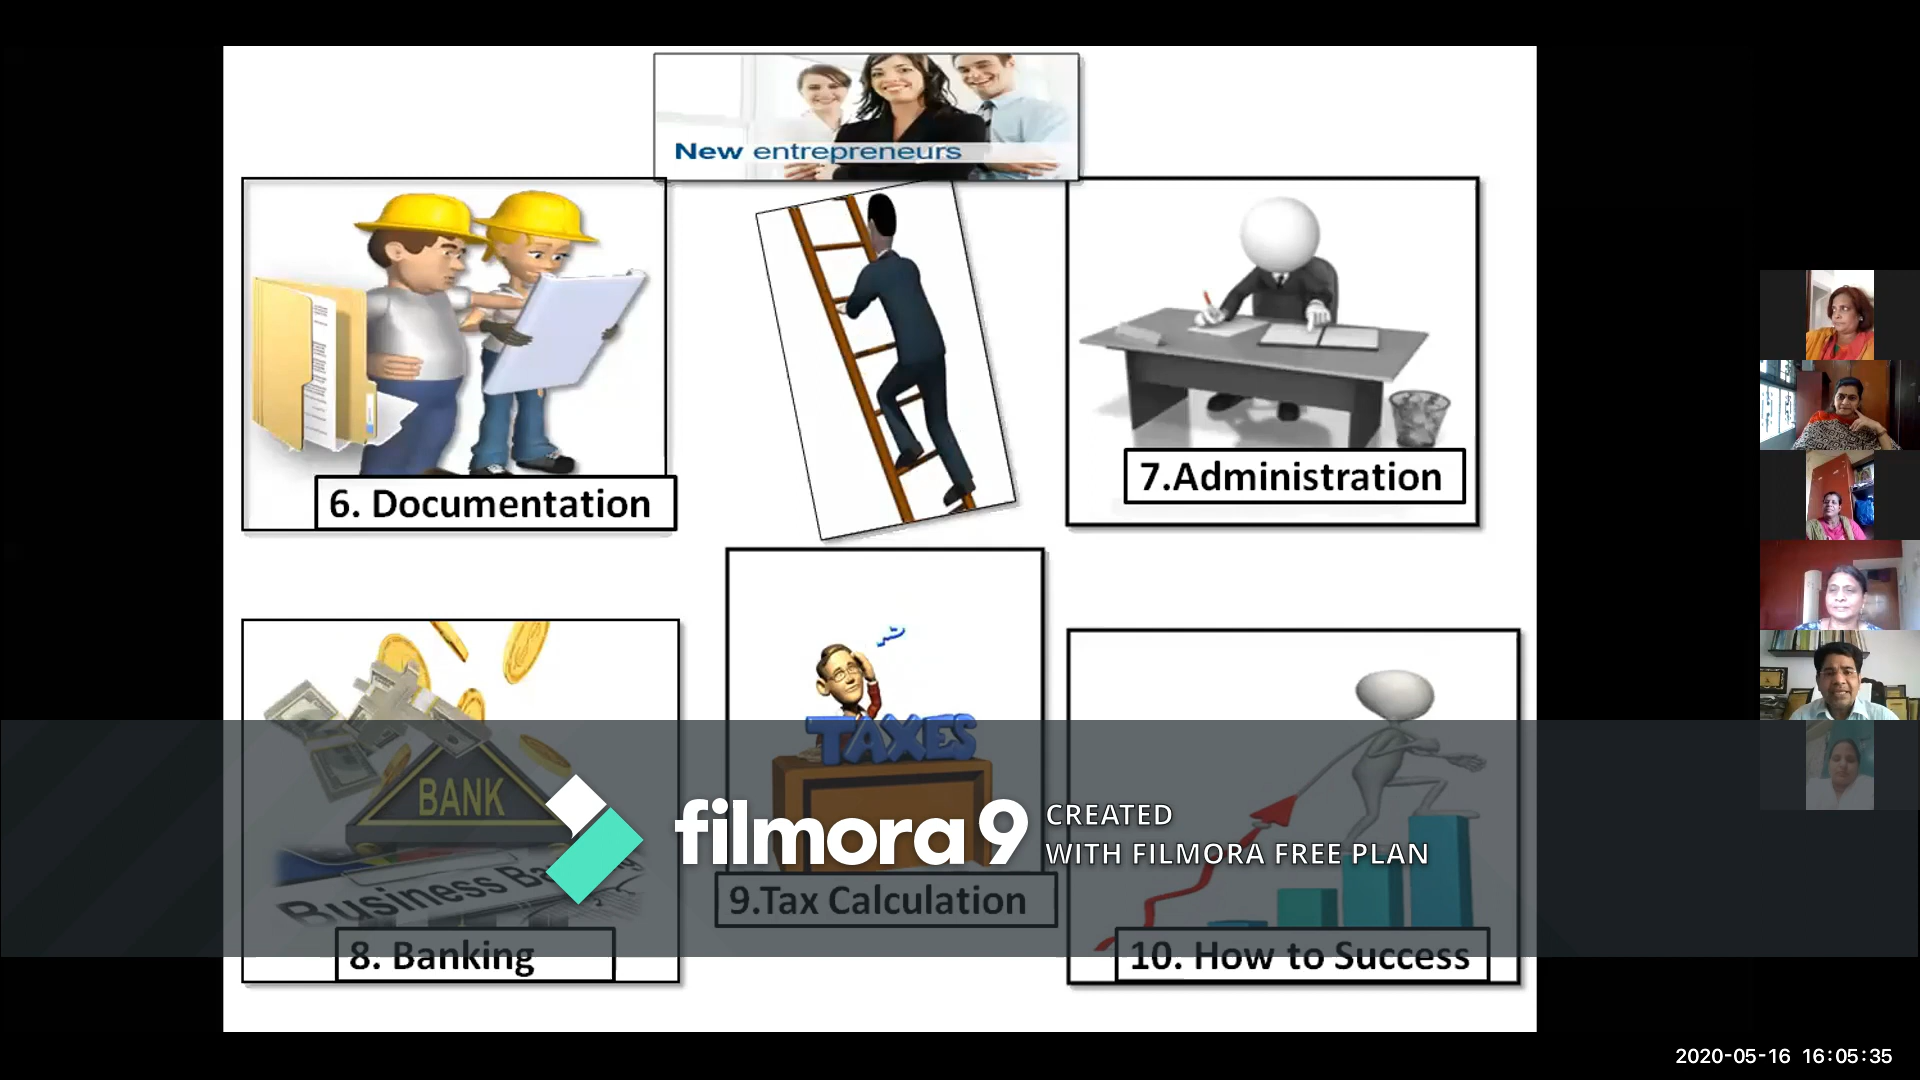 New entrepreneurs
6. Documentation
7.Administration
TAXES
BANK
filmora9
CREATED
WITH FILMORA FREE PLAN
Business
9.Tax Calculation
8. Banking
10. How to Success
2020-05-16 16:05:35